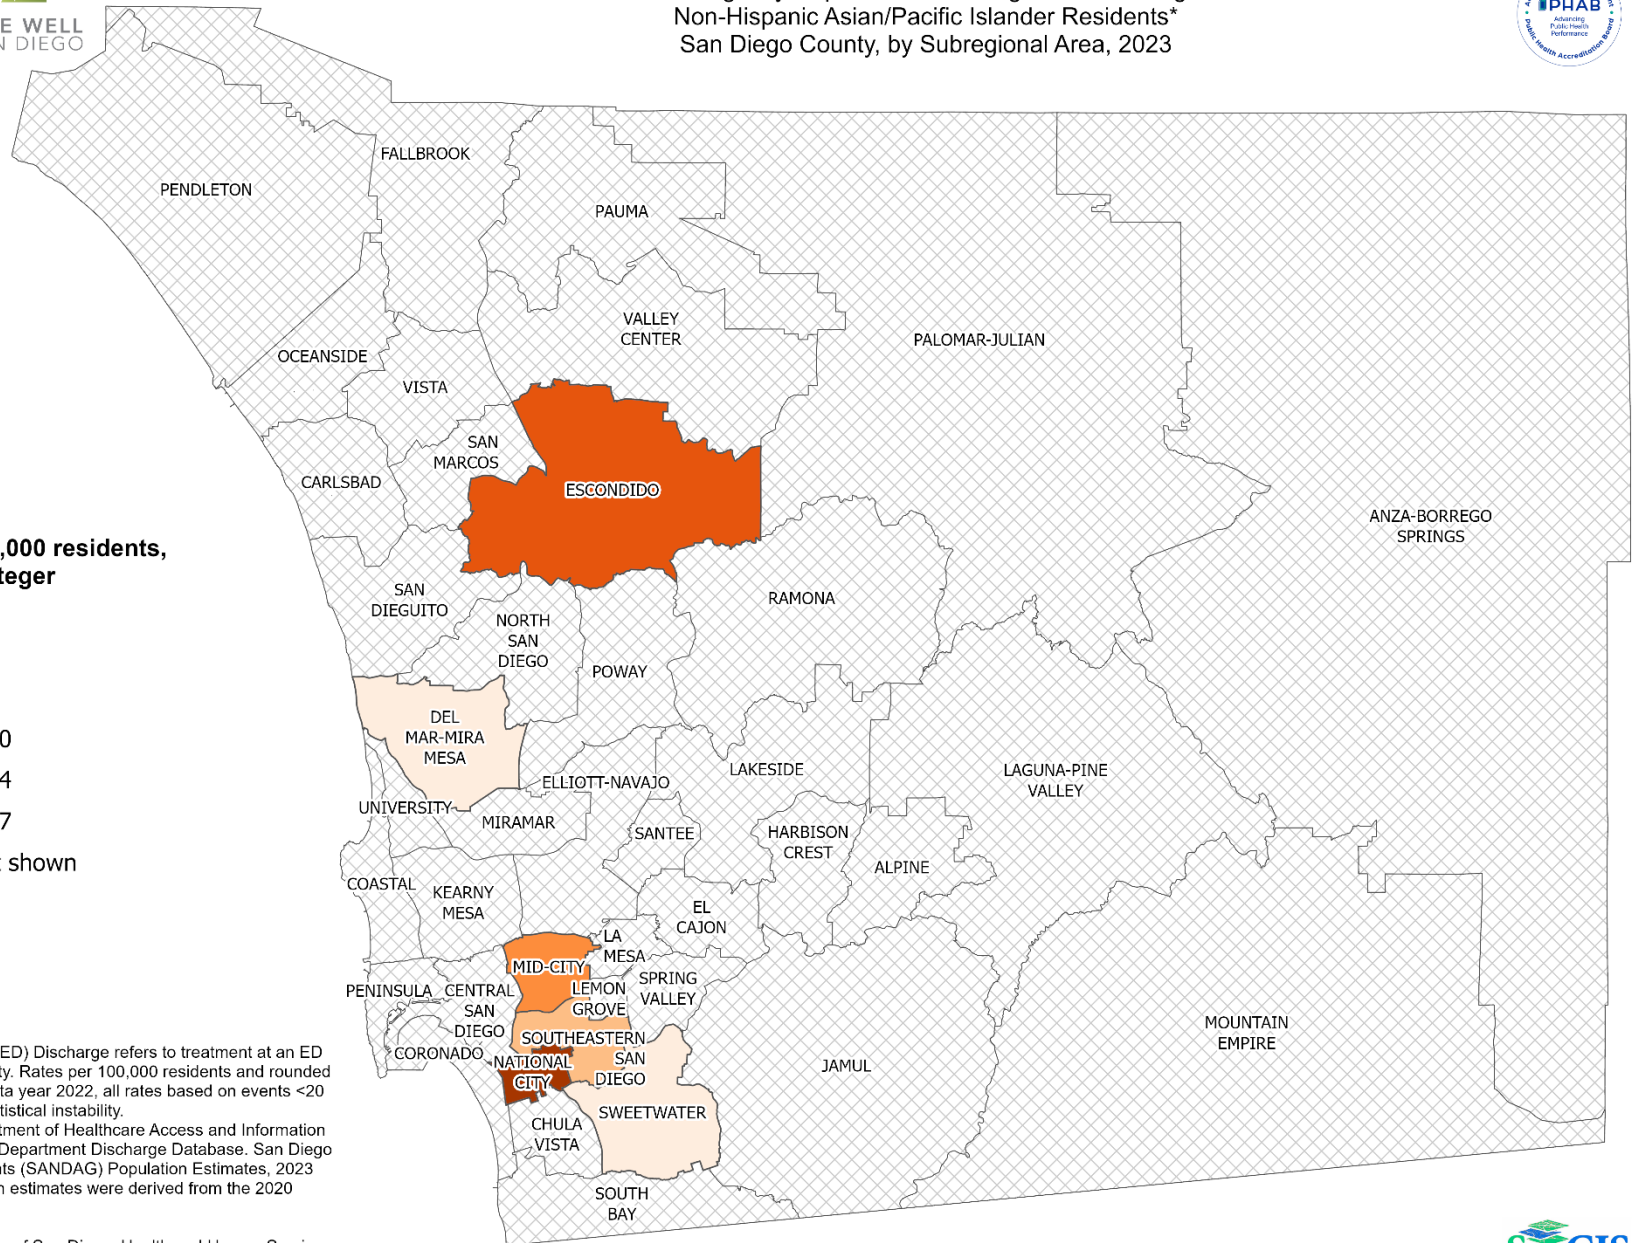 E WELL
N DIEGO
Non-Hispanic Asian/Pacific Islander Residents*
San Diego County, by Subregional Area, 2023
PHAB
Advancing
Public Health
Performance
Public Health Accreditation Board
FALLBROOK
PENDLETON
PAUMA
VALLEY
CENTER
PALOMAR-JULIAN
OCEANSIDE
VISTA
SAN
MARCOS
CARLSBAD
ESCONDIDO
ANZA-BORREGO
SPRINGS
,000 residents,
teger
SAN
DIEGUITO
RAMONA
NORTH
SAN
DIEGO
POWAY
DEL
MAR-MIRA
MESA
0
4
7
shown
ELLIOTT-NAVAJO
LAKESIDE
LAGUNA-PINE
VALLEY
UNIVERSITY
MIRAMAR
SANTEE
HARBISON
CREST
ALPINE
COASTAL
KEARNY
MESA
EL
CAJON
LA
MESA
MID-CITY
SPRING
VALLEY
PENINSULA
CENTRAL
SAN
DIEGO
LEMON
GROVE
SOUTHEASTERN
SAN
DIEGO
CORONADO
NATIONAL
CITY
JAMUL
MOUNTAIN
EMPIRE
SWEETWATER
CHULA
VISTA
SOUTH
BAY
ED) Discharge refers to treatment at an ED
ty. Rates per 100,000 residents and rounded
ta year 2022, all rates based on events <20
tistical instability.
tment of Healthcare Access and Information
Department Discharge Database. San Diego
nts (SANDAG) Population Estimates, 2023
n estimates were derived from the 2020